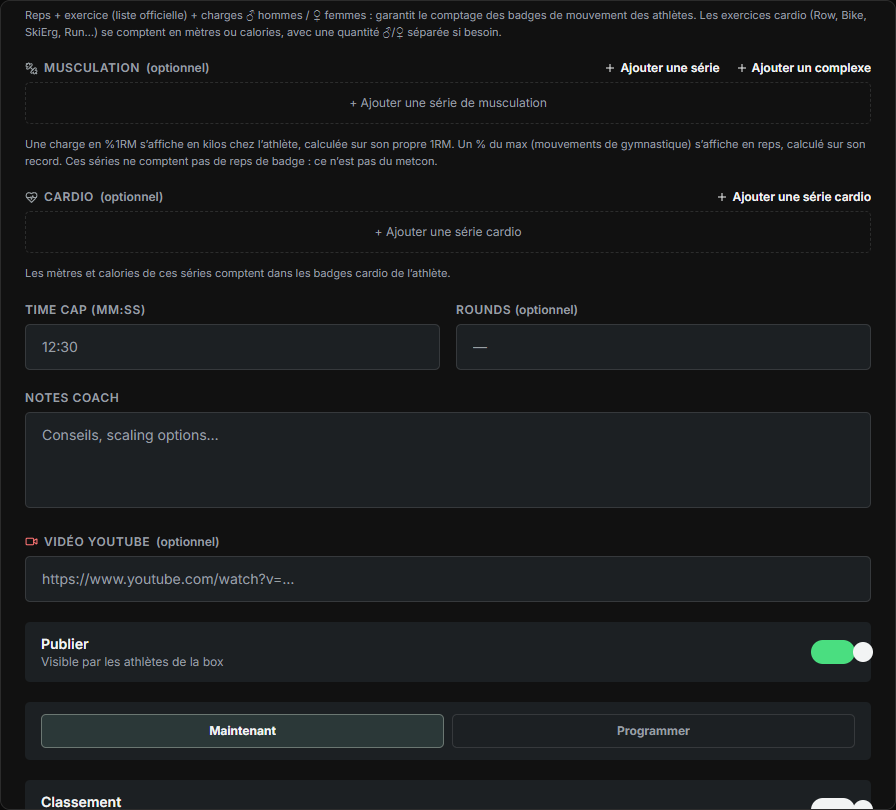 Reps + exercice (liste officielle) + charges ♂ hommes / ♀ femmes : garantit le comptage des badges de mouvement des athlètes. Les exercices cardio (Row, Bike,
SkiErg, Run...) se comptent en mètres ou calories, avec une quantité ♂/♀ séparée si besoin.
MUSCULATION (optionnel)
+ Ajouter une série
+ Ajouter un complexe
+ Ajouter une série de musculation
Une charge en %1RM s'affiche en kilos chez l'athlète, calculée sur son propre 1RM. Un % du max (mouvements de gymnastique) s'affiche en reps, calculé sur son
record. Ces séries ne comptent pas de reps de badge : ce n'est pas du metcon.
CARDIO (optionnel)
+ Ajouter une série cardio
+ Ajouter une série cardio
Les mètres et calories de ces séries comptent dans les badges cardio de l'athlète.
TIME CAP (MM:SS)
ROUNDS (optionnel)
12:30
—
NOTES COACH
Conseils, scaling options...
VIDÉO YOUTUBE (optionnel)
https://www.youtube.com/watch?v=...
Publier
Visible par les athlètes de la box
Maintenant
Programmer
Classement